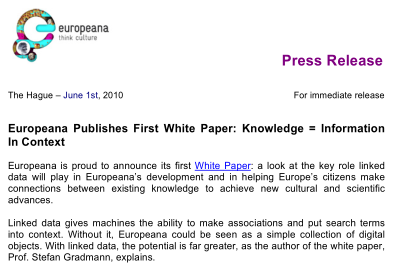 europeana
think culture
Press Release
The Hague – June 1st, 2010 For immediate release
Europeana Publishes First White Paper: Knowledge = Information
In Context
Europeana is proud to announce its first White Paper: a look at the key role linked
data will play in Europeana's development and in helping Europe's citizens make
connections between existing knowledge to achieve new cultural and scientific
advances.
Linked data gives machines the ability to make associations and put search terms
into context. Without it, Europeana could be seen as a simple collection of digital
objects. With linked data, the potential is far greater, as the author of the white paper,
Prof. Stefan Gradmann, explains.